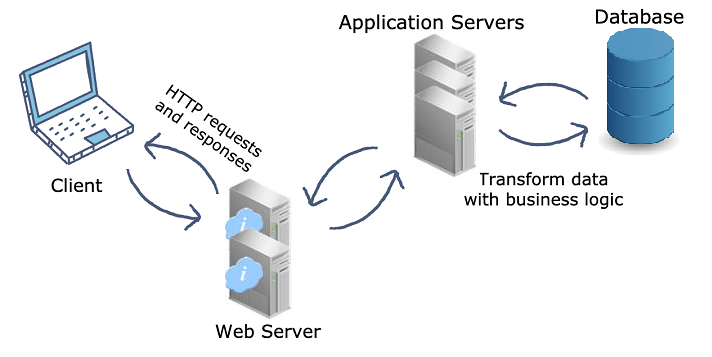 Application Servers
Database
HTTP requests
and responses
Client
Transform data
with business logic
i
i
Web Server